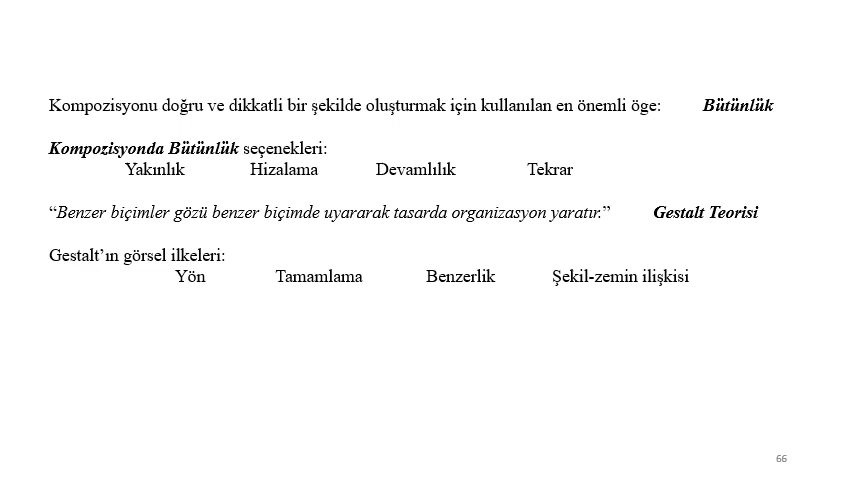 Kompozisyonu doğru ve dikkatli bir şekilde oluşturmak için kullanılan en önemli öge: Bütünlük
Kompozisyonda Bütünlük seçenekleri:
Yakınlık Hizalama Devamlılık Tekrar
“Benzer biçimler gözü benzer biçimde uyararak tasarda organizasyon yaratır.” Gestalt Teorisi
Gestalt’ın görsel ilkeleri:
Yön Tamamlama Benzerlik Şekil-zemin ilişkisi
66